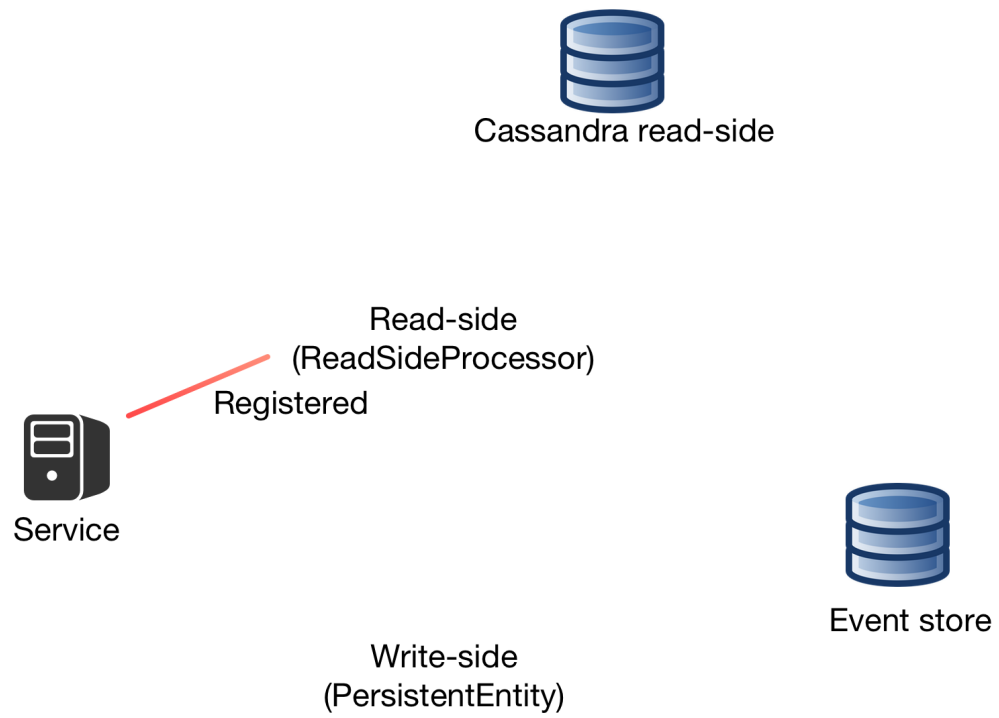 Cassandra read-side
Read-side
(ReadSideProcessor)
Registered
Service
Event store
Write-side
(PersistentEntity)